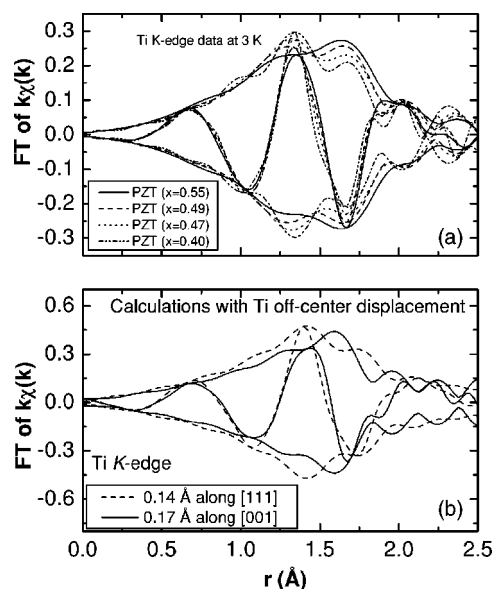 Ti K-edge data at 3 K
0.3
0.2
0.1
0.0
-0.1
-0.2
-0.3
FT of kχ(k)
PZT (x=0.55)
PZT (x=0.49)
PZT (x=0.47)
PZT (x=0.40)
(a)
Calculations with Ti off-center displacement
0.6
0.3
0.0
-0.3
-0.6
FT of kχ(k)
Ti K-edge
0.14 Å along [111]
0.17 Å along [001]
(b)
0.0 0.5 1.0 1.5 2.0 2.5
r (Å)